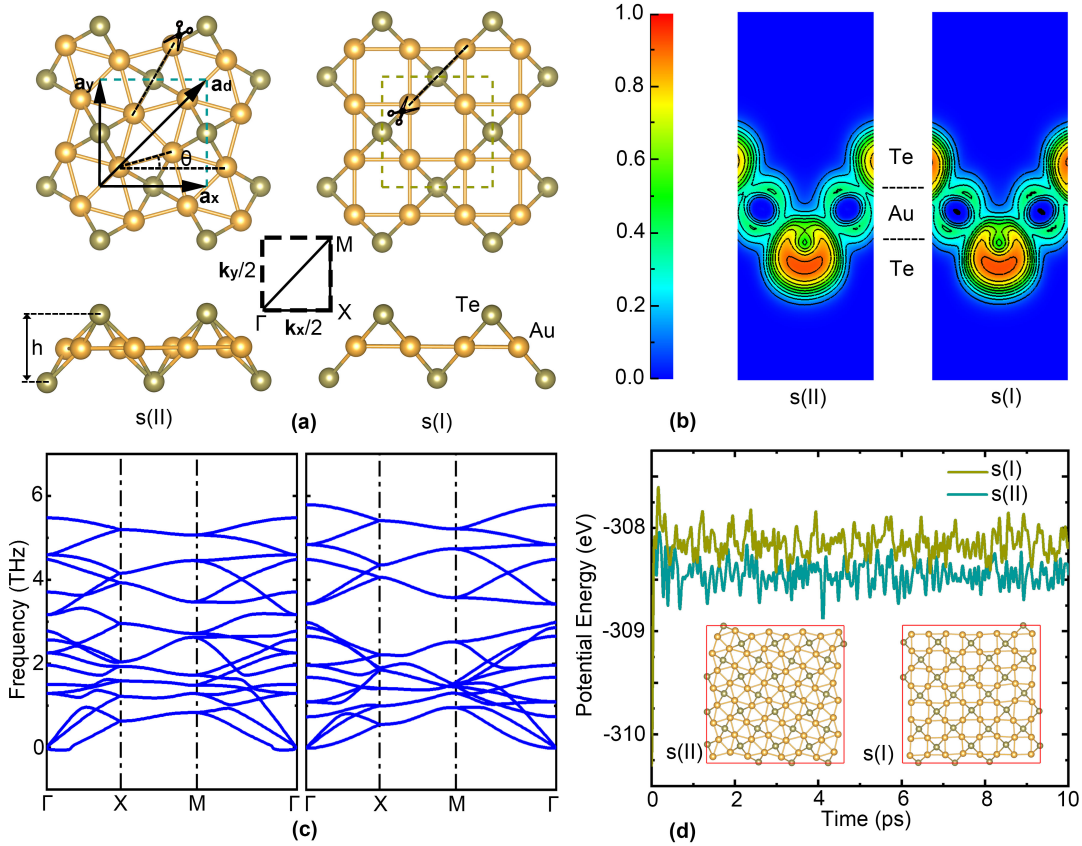 a_y
a_d
θ
a_x
M
k_y/2
Γ
k_x/2
X
h
Te
Au
s(II)
(a)
s(I)
1.0
0.8
0.6
0.4
0.2
0.0
Te
Au
Te
s(II)
s(I)
(b)
Frequency (THz)
6
4
2
0
Γ
X
M
Γ
Γ
X
M
Γ
(c)
Potential Energy (eV)
-308
-309
-310
s(I)
s(II)
s(II)
s(I)
0
2
4
6
8
10
Time (ps)
(d)